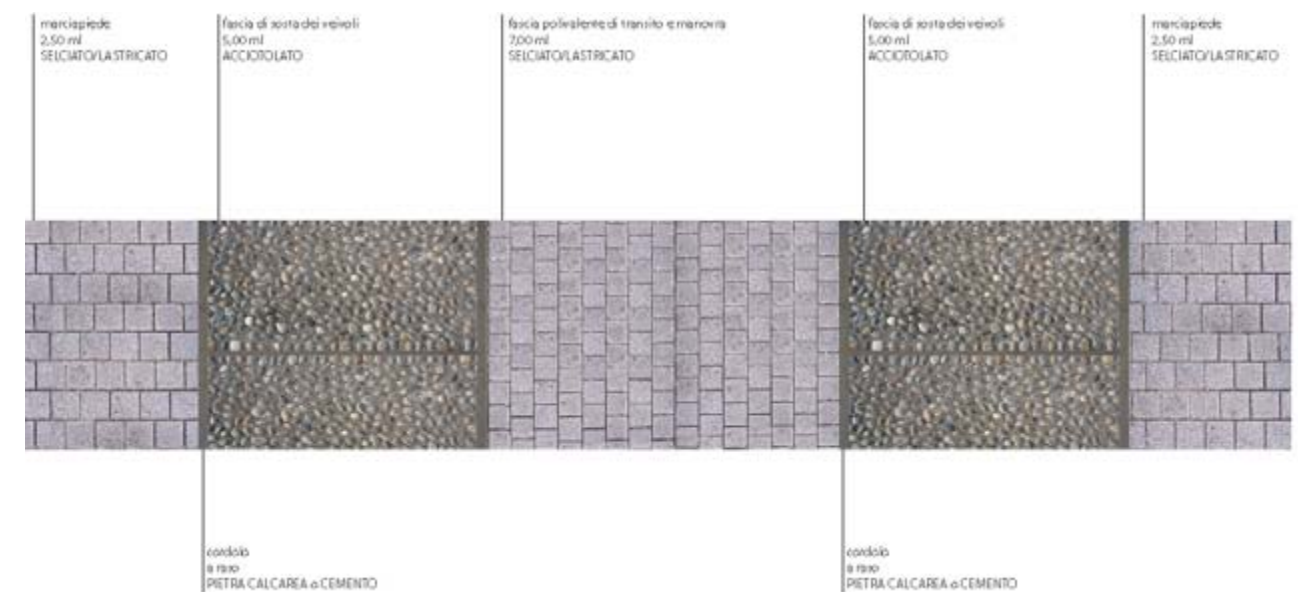 marciapiede
2,50 ml
SELCIATO/LASTRICATO
fascia di sosta dei veivoli
5,00 ml
ACCIOTOLATO
fascia polivalente di transito e manovra
7,00 ml
SELCIATO/LASTRICATO
fascia di sosta dei veivoli
5,00 ml
ACCIOTOLATO
marciapiede
2,50 ml
SELCIATO/LASTRICATO
cordolo
a raso
PIETRA CALCAREA o CEMENTO
cordolo
a raso
PIETRA CALCAREA o CEMENTO